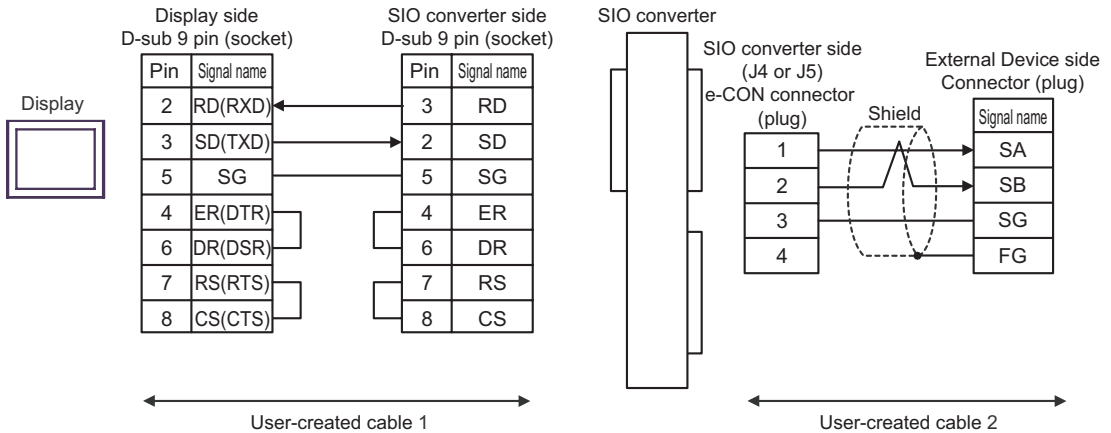 Display side
D-sub 9 pin (socket)
SIO converter side
D-sub 9 pin (socket)
SIO converter
SIO converter side
(J4 or J5)
e-CON connector
(plug)
External Device side
Connector (plug)
Display
Pin Signal name
2 RD(RXD)
3 SD(TXD)
5 SG
4 ER(DTR)
6 DR(DSR)
7 RS(RTS)
8 CS(CTS)
Pin Signal name
3 RD
2 SD
5 SG
4 ER
6 DR
7 RS
8 CS
1
2
3
4
Shield
Signal name
SA
SB
SG
FG
User-created cable 1
User-created cable 2